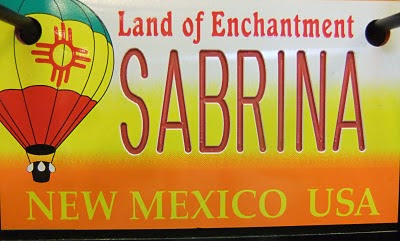 Land of Enchantment
SABRINA
NEW MEXICO USA